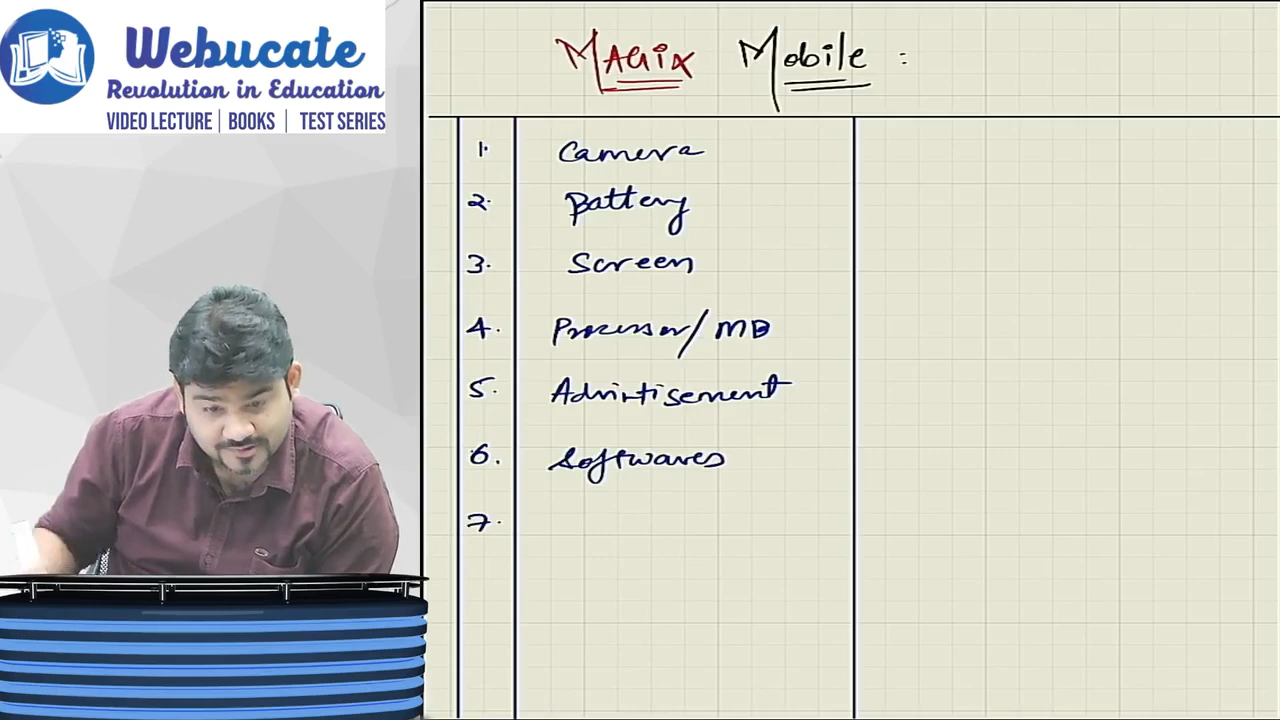 Webucate
Revolution in Education
VIDEO LECTURE | BOOKS | TEST SERIES
MAGix Mobile :
1. Camera
2. Battery
3. Screen
4. Processor/MB
5. Advirtisement
6. Softwares
7.